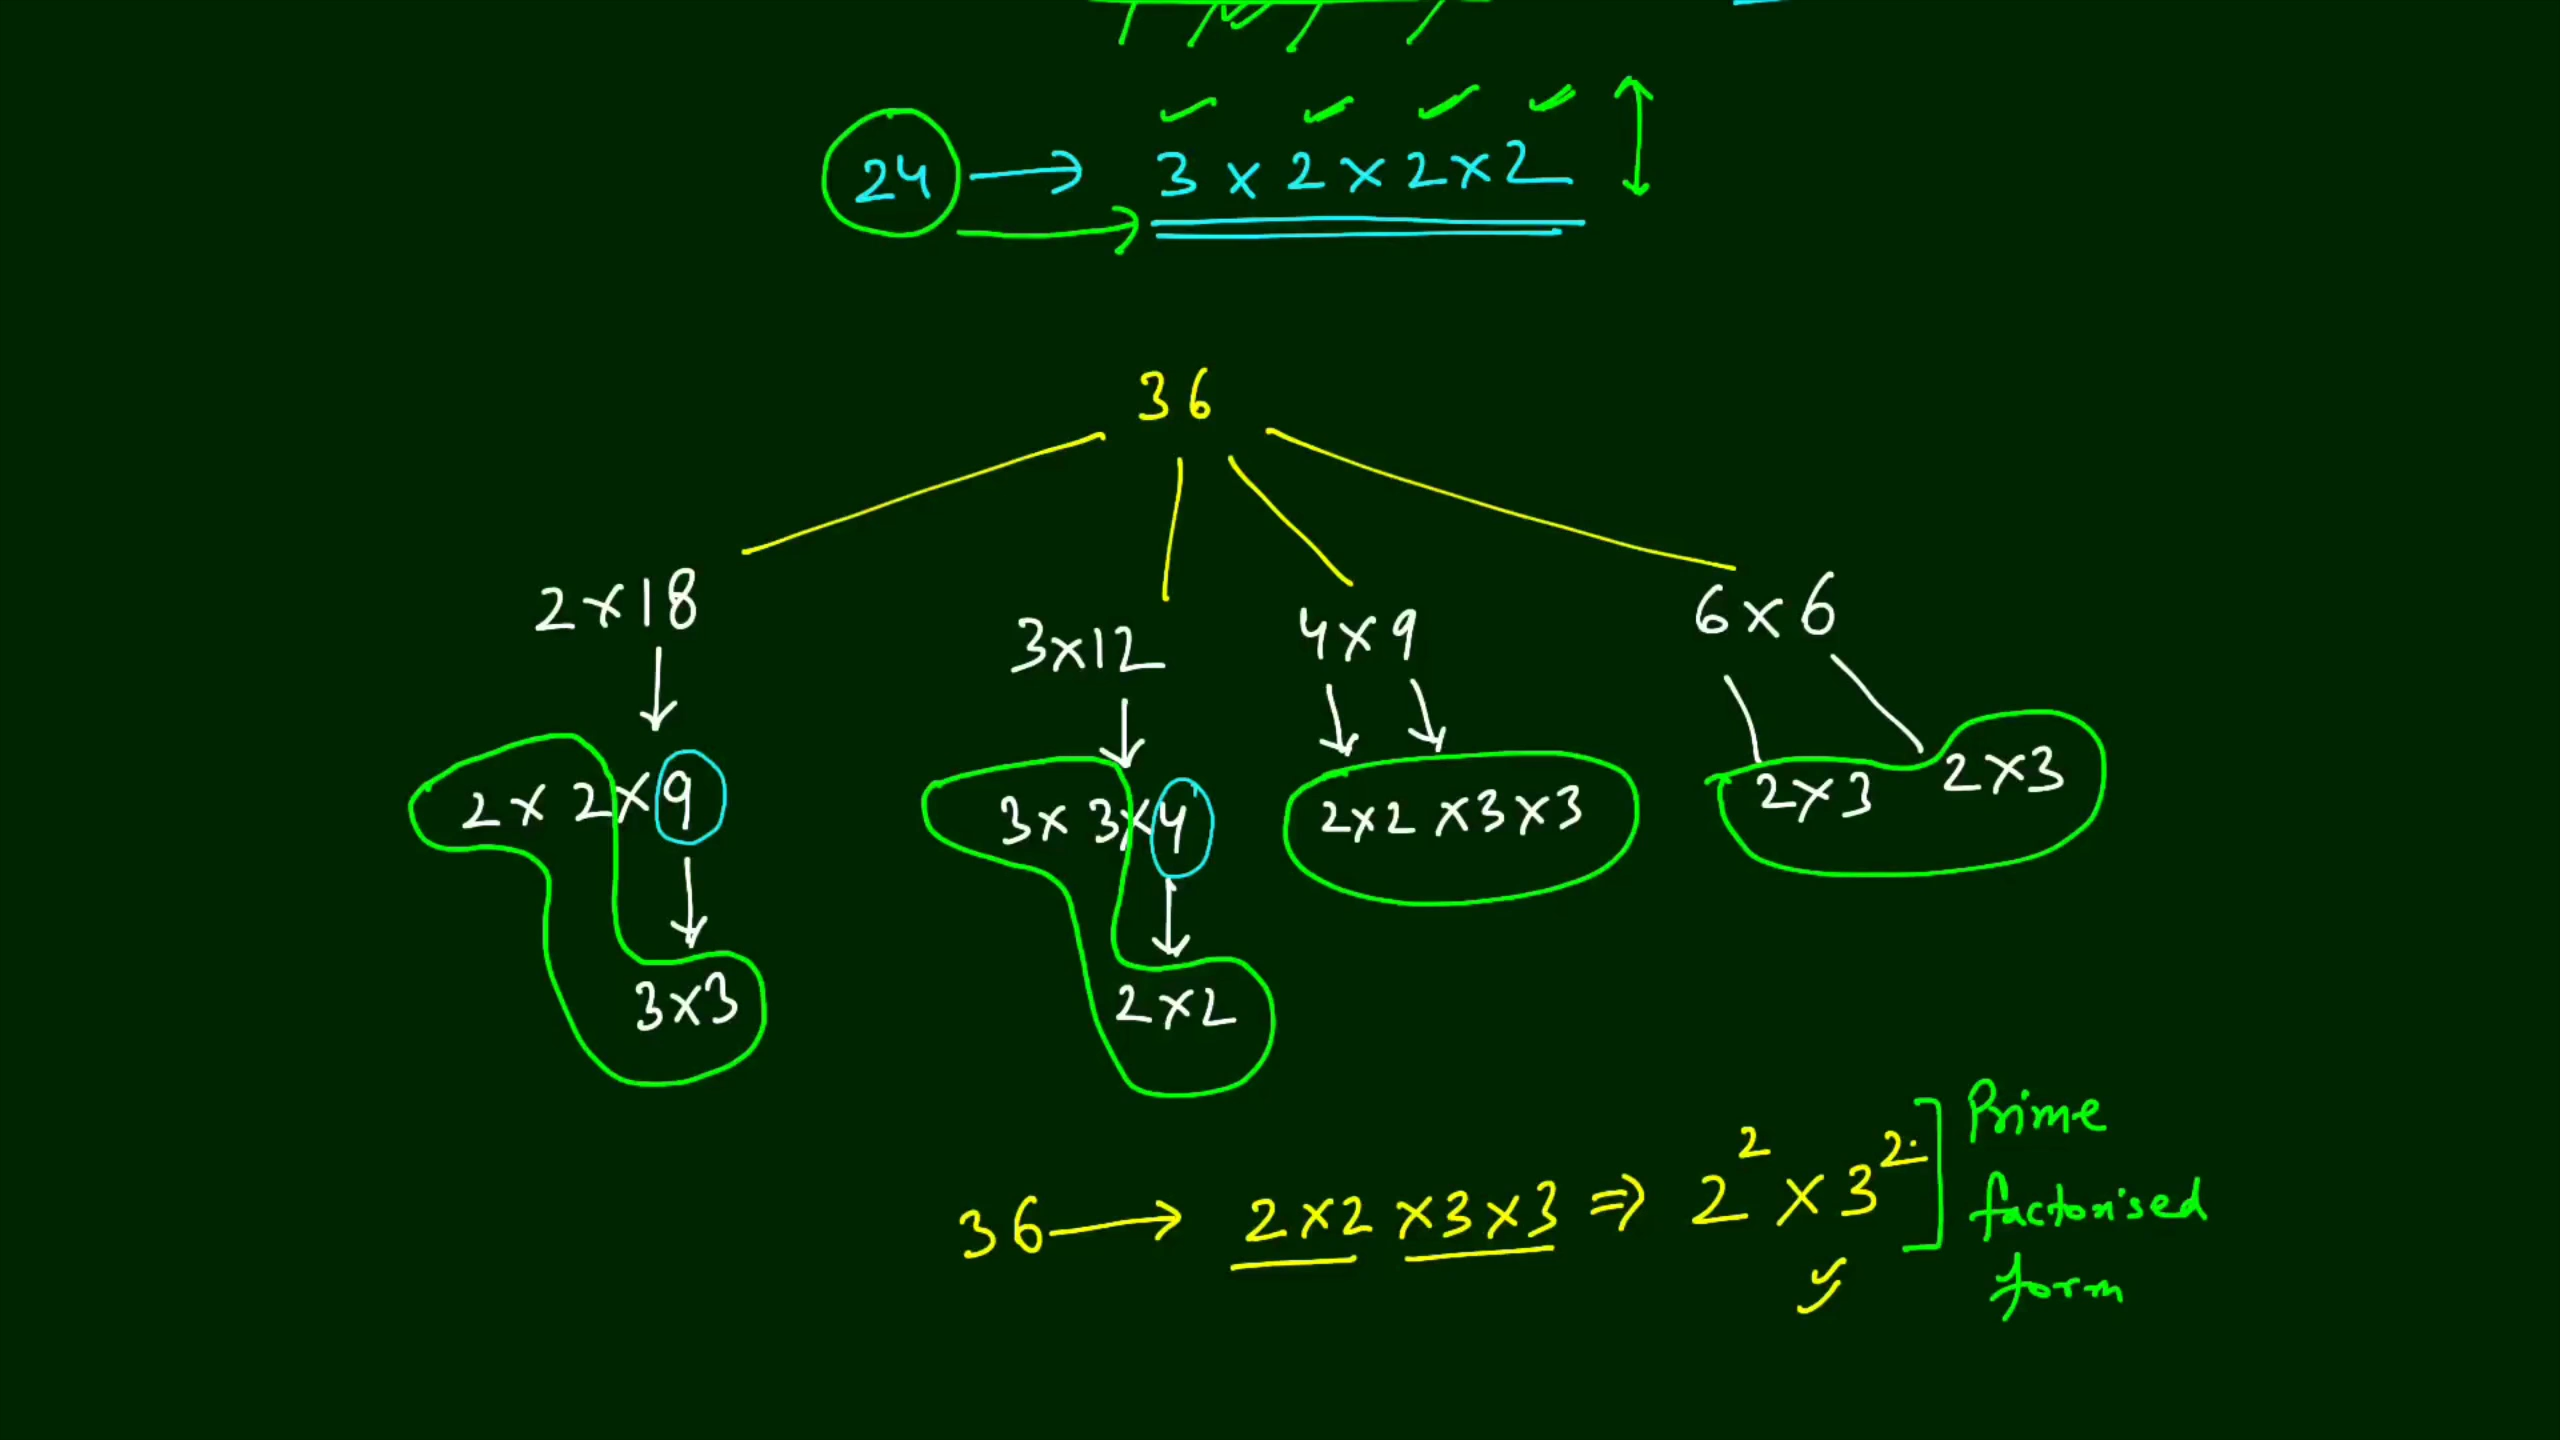 24 → 3 × 2 × 2 × 2
36
2×18 3×12 4×9 6×6
2×2×9 3×3×4 2×2×3×3 2×3 2×3
3×3 2×2
36 → 2×2×3×3 ⇒ 2² × 3² ] Prime
factorised
form